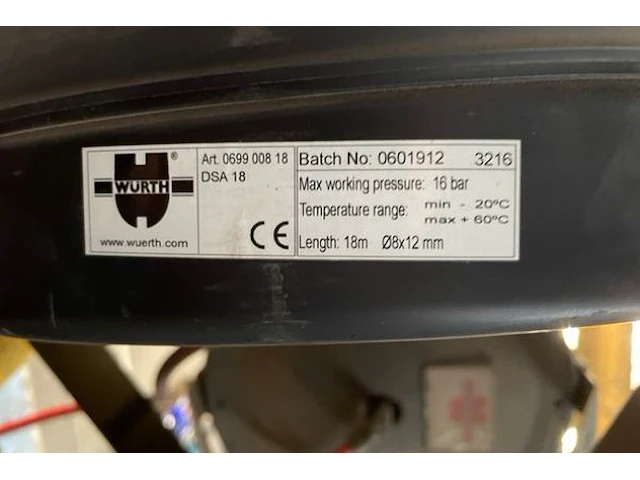 WÜRTH
®
www.wuerth.com
Art. 0699 008 18
DSA 18
CE
Batch No: 0601912 3216
Max working pressure: 16 bar
Temperature range: min - 20ºC
max + 60ºC
Length: 18m Ø8x12 mm